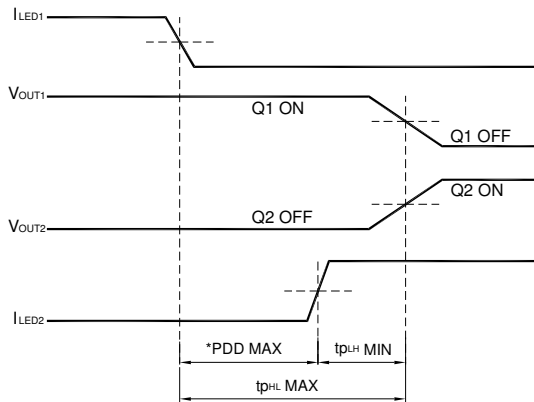 ILED1
VOUT1
Q1 ON
Q1 OFF
Q2 ON
Q2 OFF
VOUT2
ILED2
*PDD MAX
tpLH MIN
tpHL MAX